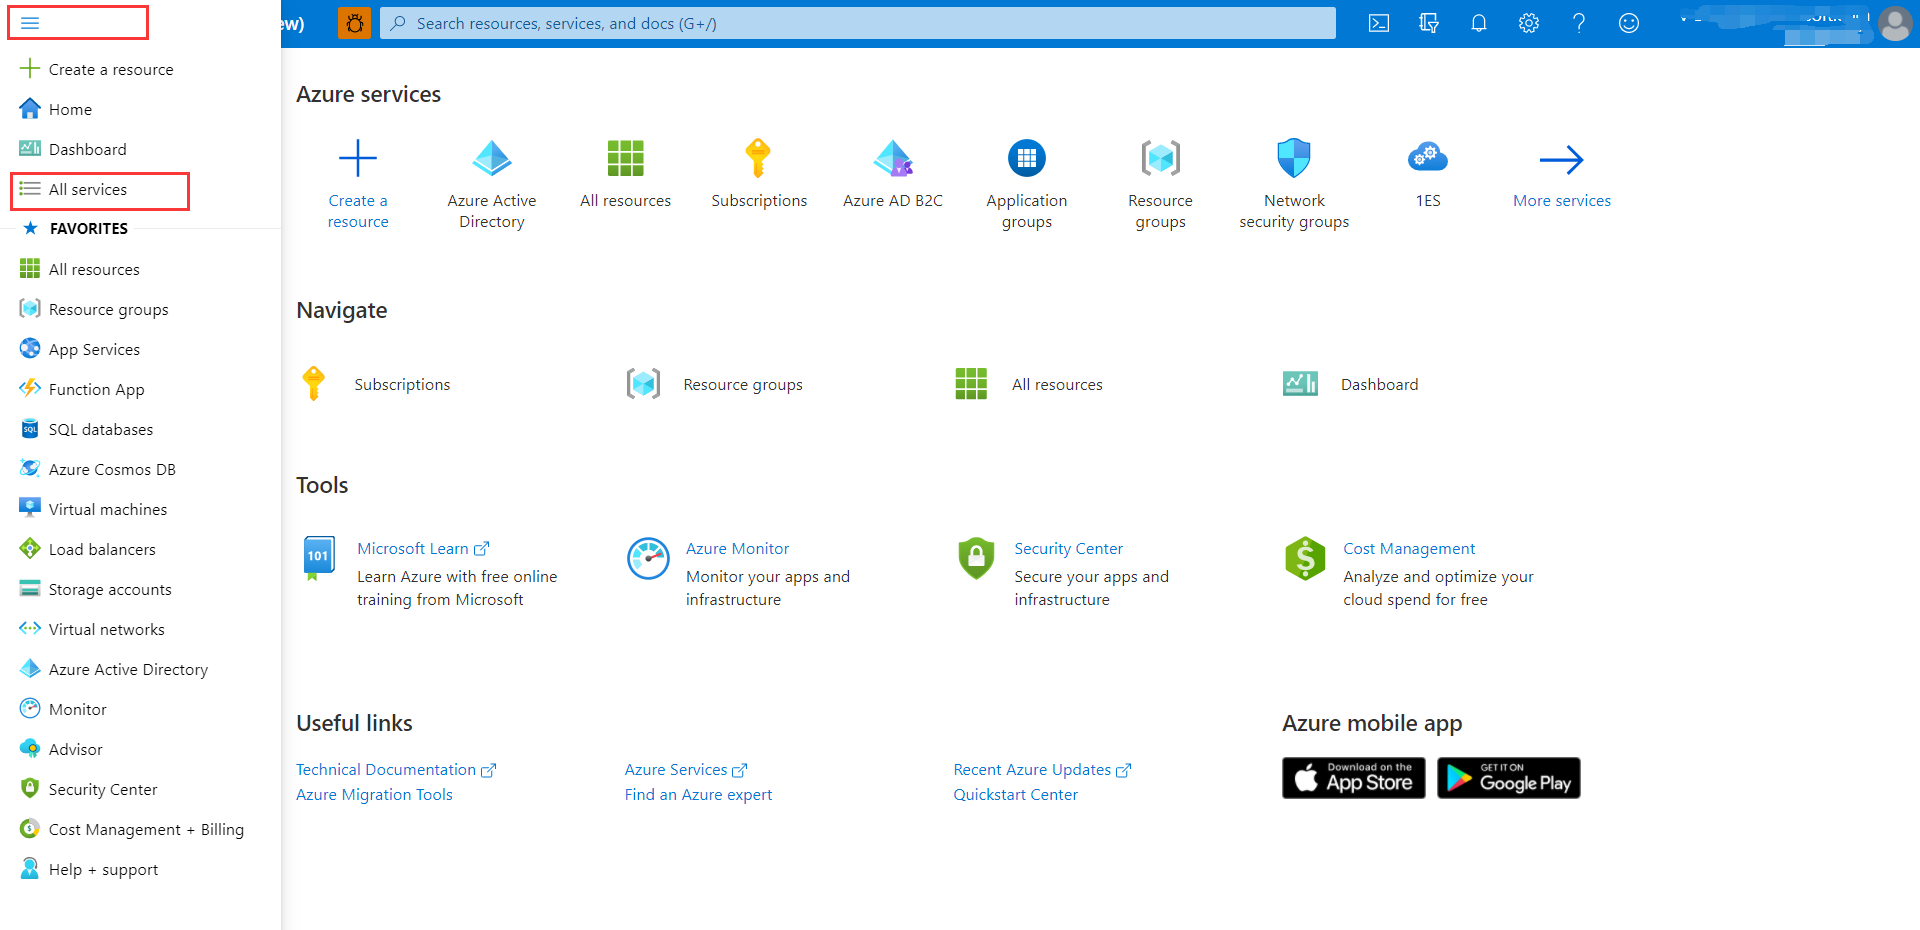 ew)
Search resources, services, and docs (G+/)
Create a resource
Home
Dashboard
All services
FAVORITES
All resources
Resource groups
App Services
Function App
SQL
SQL databases
Azure Cosmos DB
Virtual machines
Load balancers
Storage accounts
Virtual networks
Azure Active Directory
Monitor
Advisor
Security Center
Cost Management + Billing
Help + support
Azure services
Create a
resource
Azure Active
Directory
All resources
Subscriptions
Azure AD B2C
Application
groups
Resource
groups
Network
security groups
1ES
More services
Navigate
Subscriptions
Resource groups
All resources
Dashboard
Tools
101
Microsoft Learn
Learn Azure with free online
training from Microsoft
Azure Monitor
Monitor your apps and
infrastructure
Security Center
Secure your apps and
infrastructure
Cost Management
Analyze and optimize your
cloud spend for free
Useful links
Technical Documentation
Azure Migration Tools
Azure Services
Find an Azure expert
Recent Azure Updates
Quickstart Center
Azure mobile app
Download on the
App Store
GET IT ON
Google Play